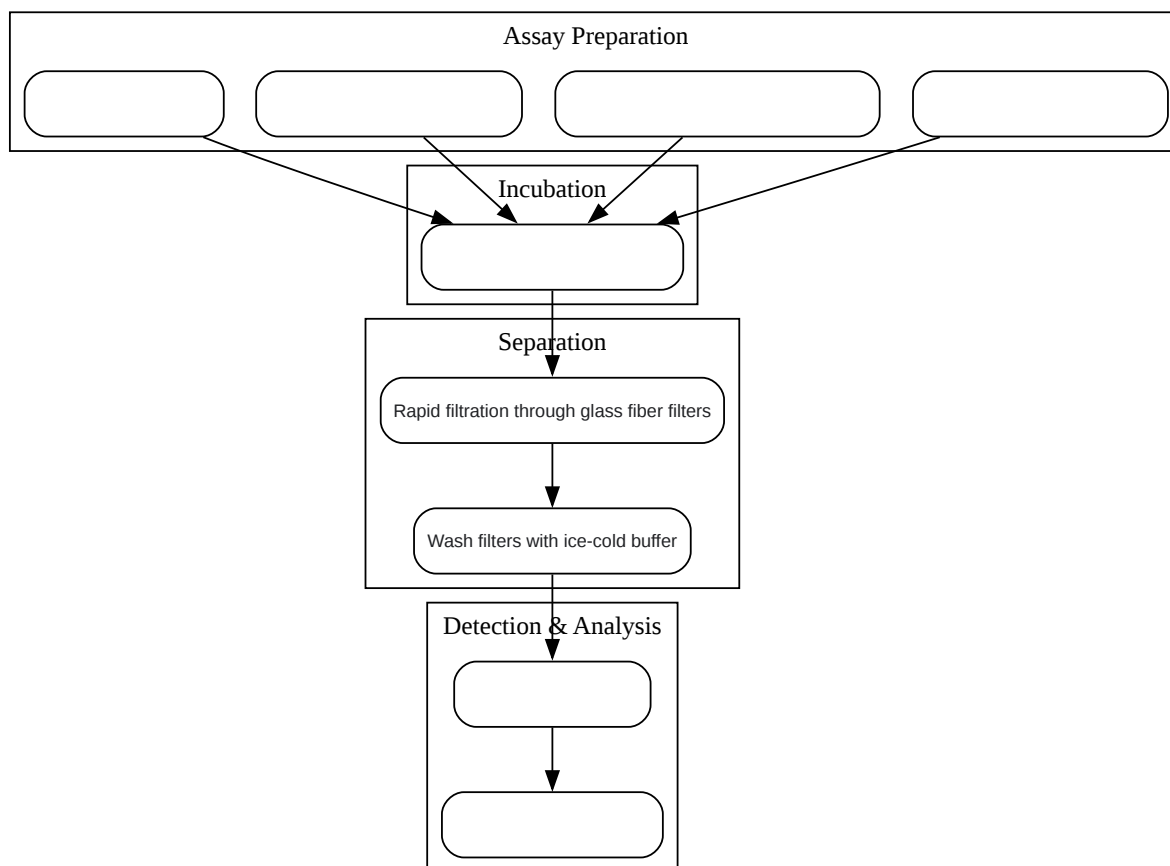 Assay Preparation
Incubation
Separation
Rapid filtration through glass fiber filters
Wash filters with ice-cold buffer
Detection & Analysis